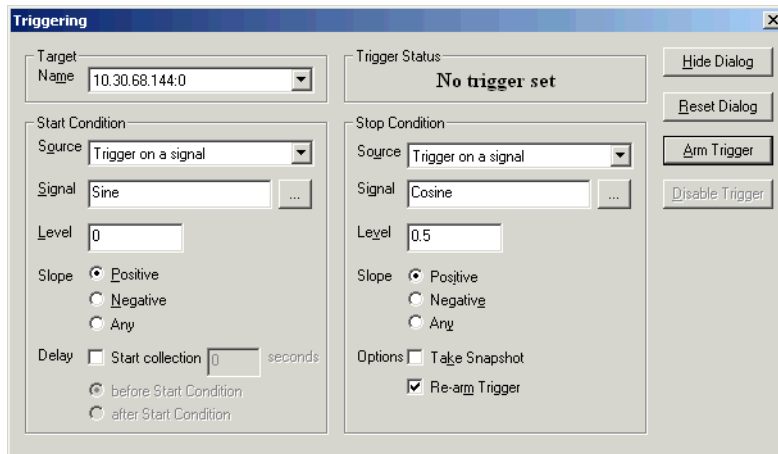 Triggering
Target
Name 10.30.68.144:0
Trigger Status
No trigger set
Hide Dialog
Reset Dialog
Arm Trigger
Disable Trigger
Start Condition
Source Trigger on a signal
Signal Sine ...
Level 0
Slope Positive
Negative
Any
Delay Start collection 0 seconds
before Start Condition
after Start Condition
Stop Condition
Source Trigger on a signal
Signal Cosine ...
Level 0.5
Slope Positive
Negative
Any
Options Take Snapshot
Re-arm Trigger